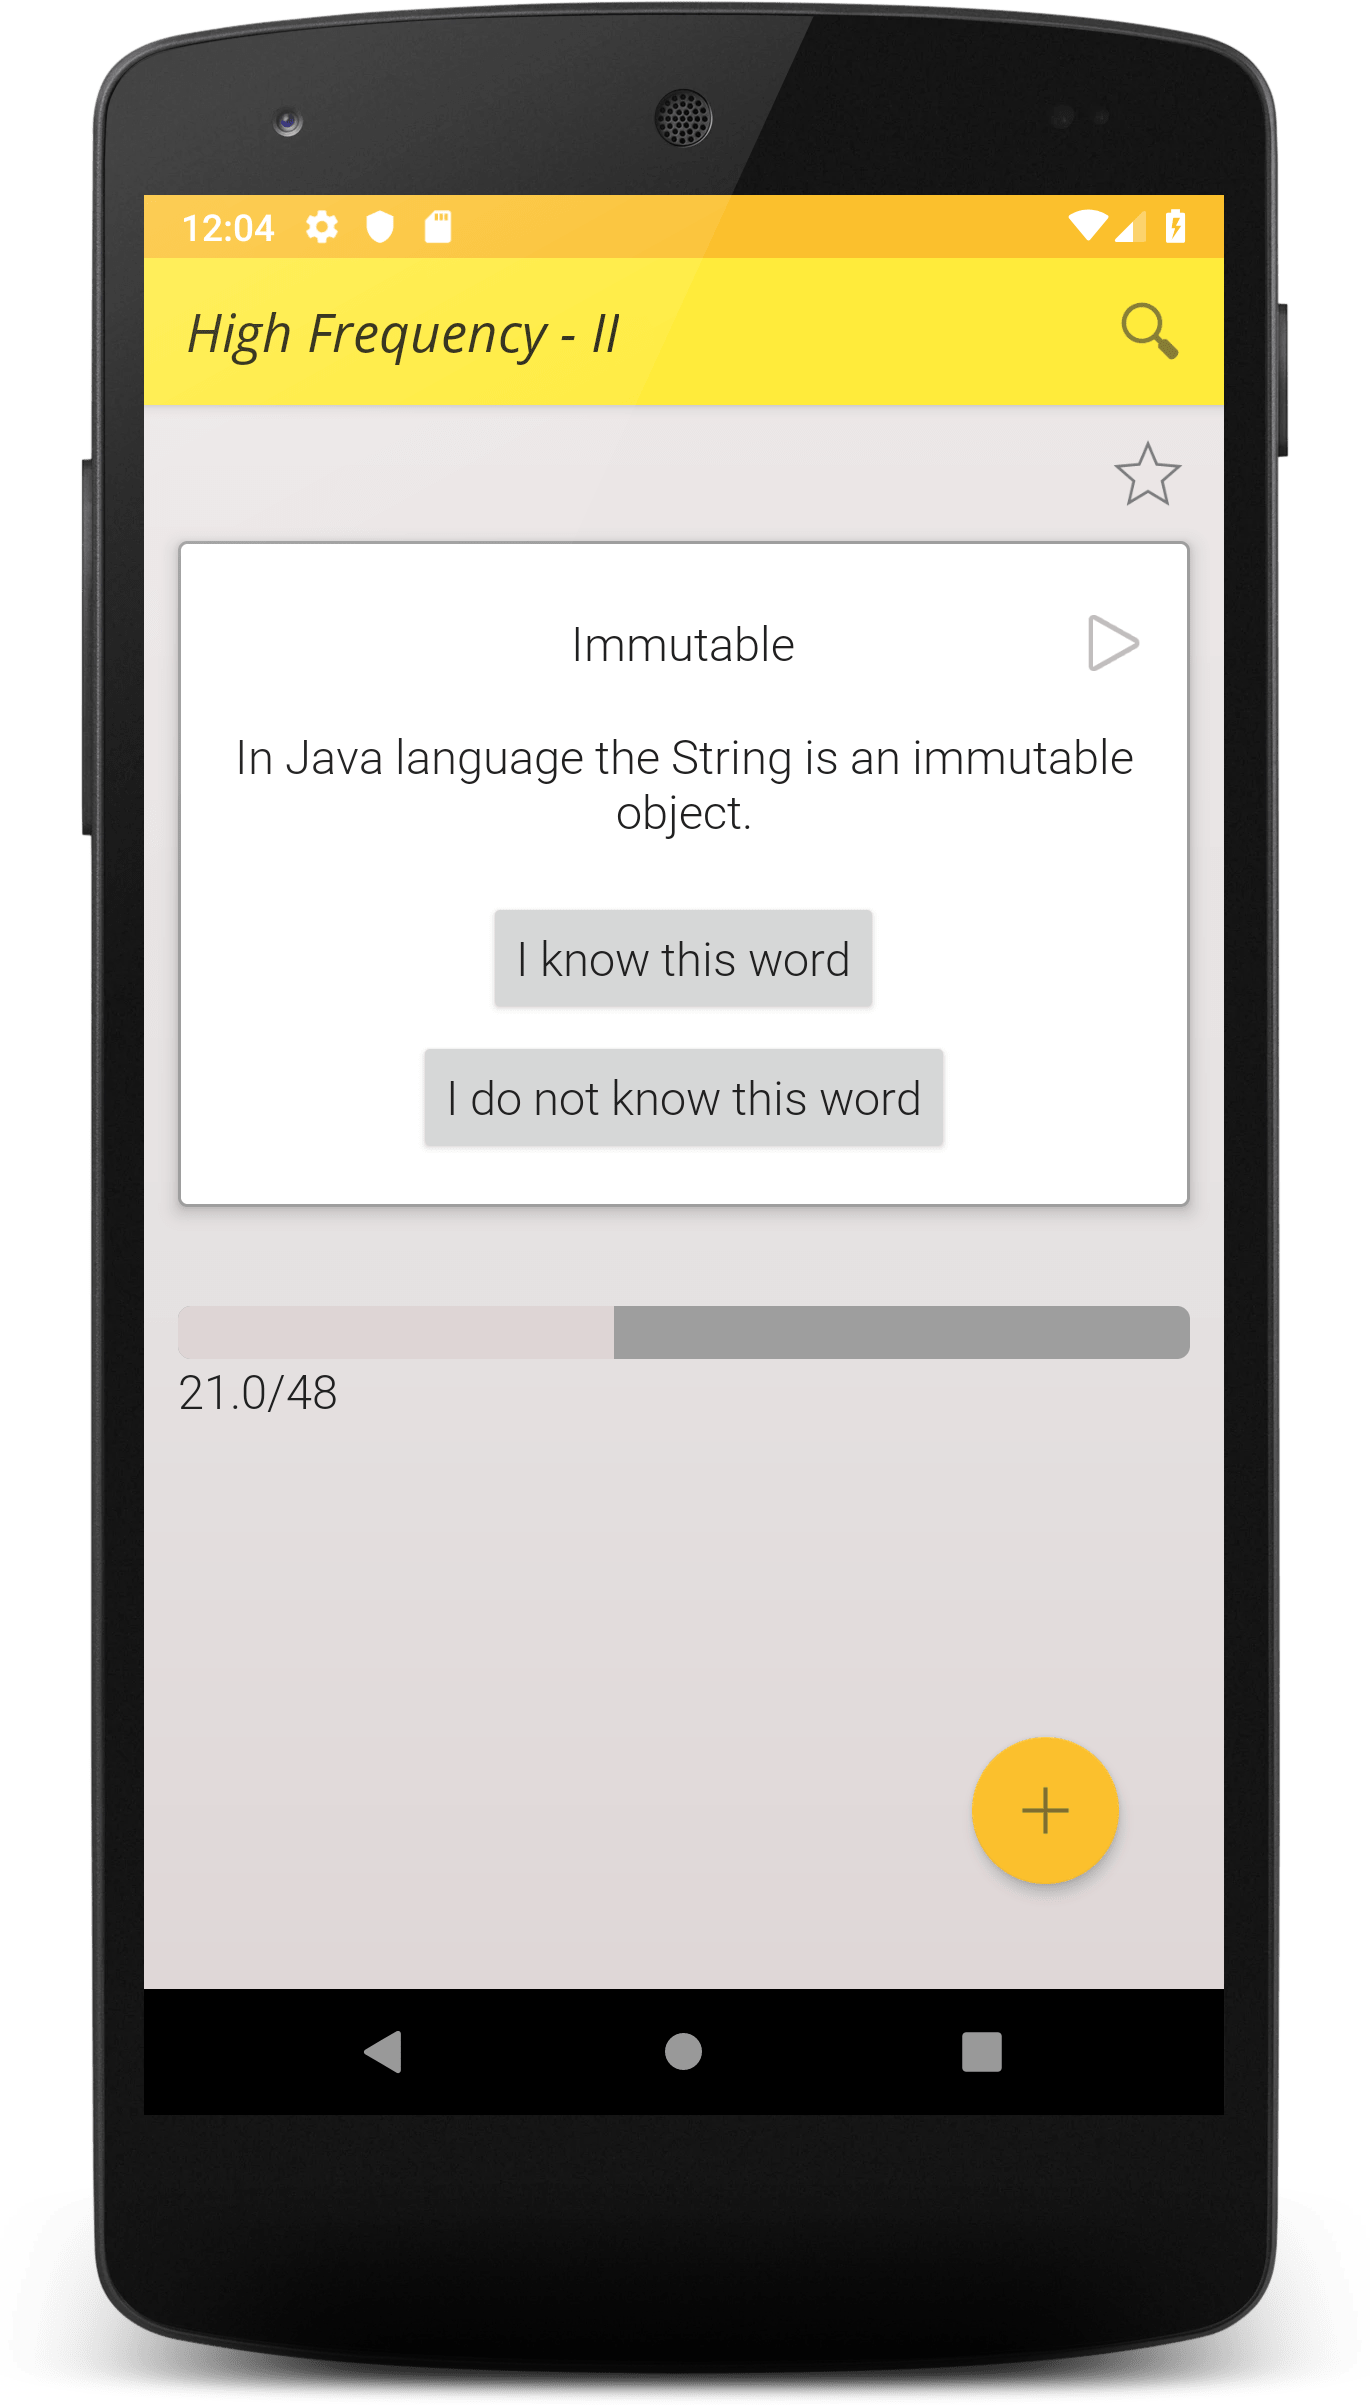 12:04
High Frequency - II
Immutable
In Java language the String is an immutable
object.
I know this word
I do not know this word
21.0/48